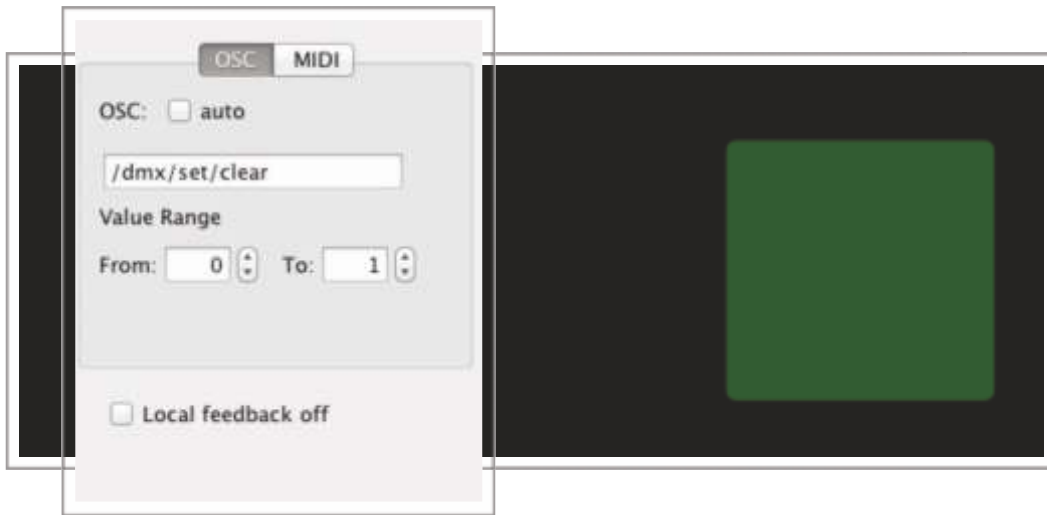 OSC MIDI
OSC: auto
/dmx/set/clear
Value Range
From: 0 To: 1
Local feedback off